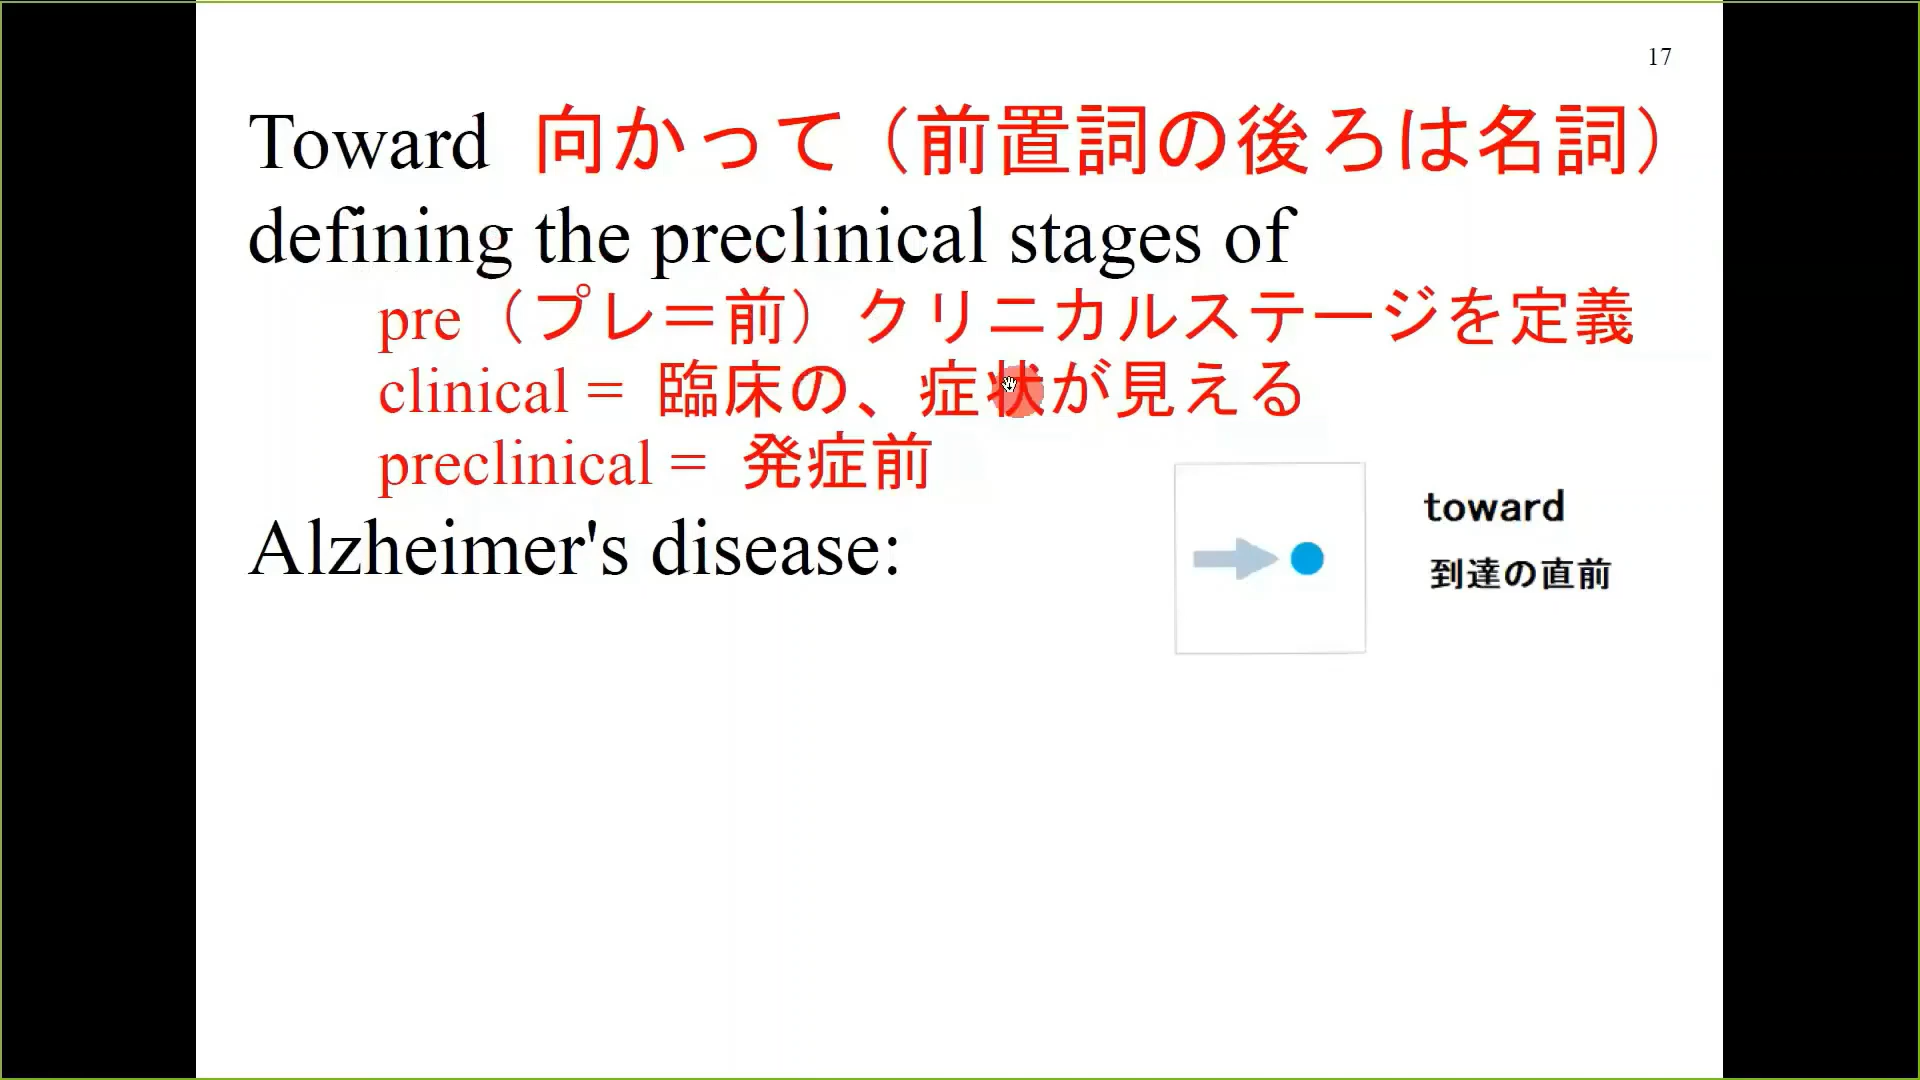 17
Toward 向かって（前置詞の後ろは名詞）
defining the preclinical stages of
pre（プレ＝前）クリニカルステージを定義
clinical = 臨床の、症状が見える
preclinical = 発症前
Alzheimer's disease:
toward
到達の直前